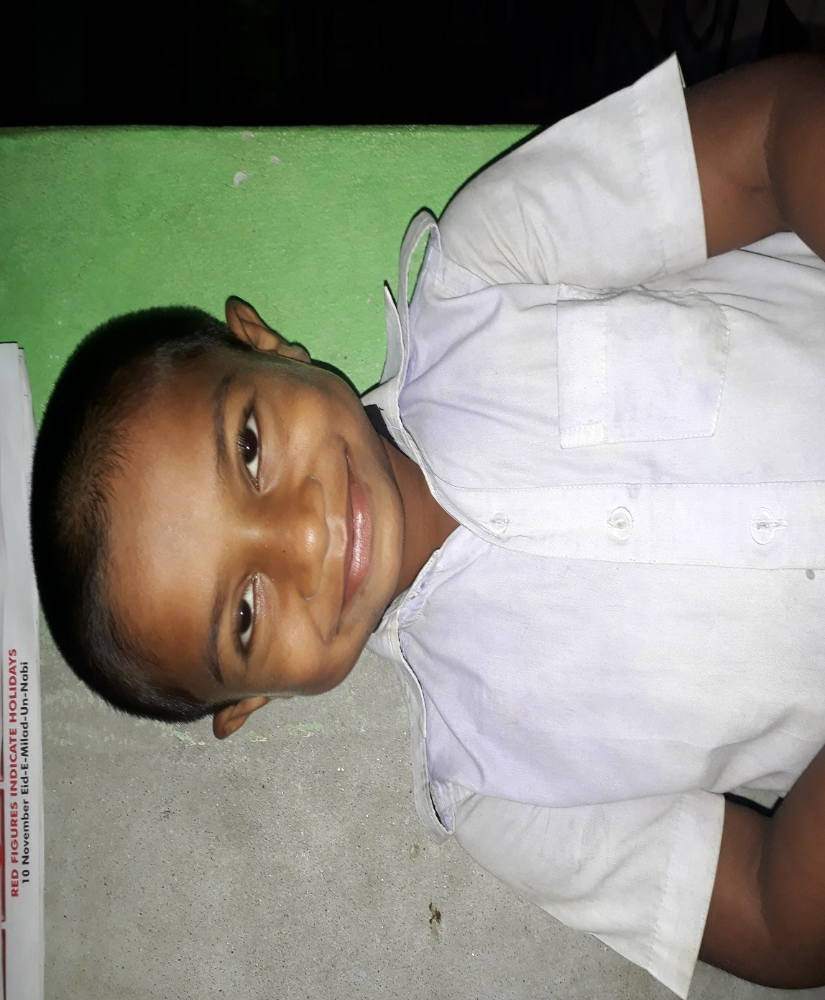 RED FIGURES INDICATE HOLIDAYS
10 November Eid-E-Milad-Un-Nabi